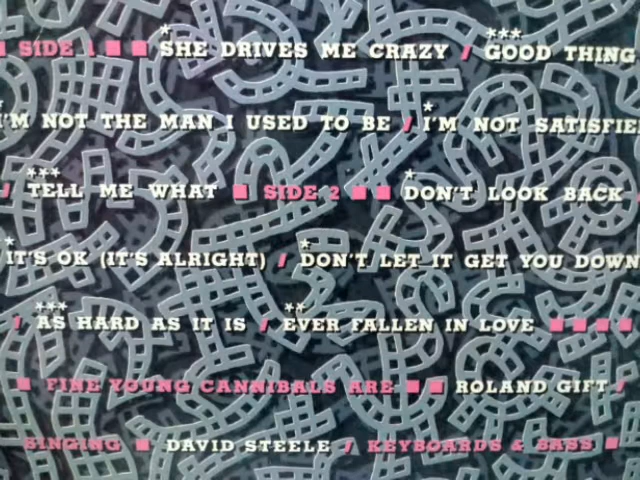 SIDE 1 ■ ■ *SHE DRIVES ME CRAZY / ***GOOD THING
I'M NOT THE MAN I USED TO BE / *I'M NOT SATISFIE
/ ***TELL ME WHAT ■ SIDE 2 ■ ■ *DON'T LOOK BACK
*IT'S OK (IT'S ALRIGHT) / *DON'T LET IT GET YOU DOWN
/ ***AS HARD AS IT IS / **EVER FALLEN IN LOVE ■ ■ ■ ■
■ FINE YOUNG CANNIBALS ARE ■ ■ ROLAND GIFT /
SINGING ■ DAVID STEELE / KEYBOARDS & BASS ■